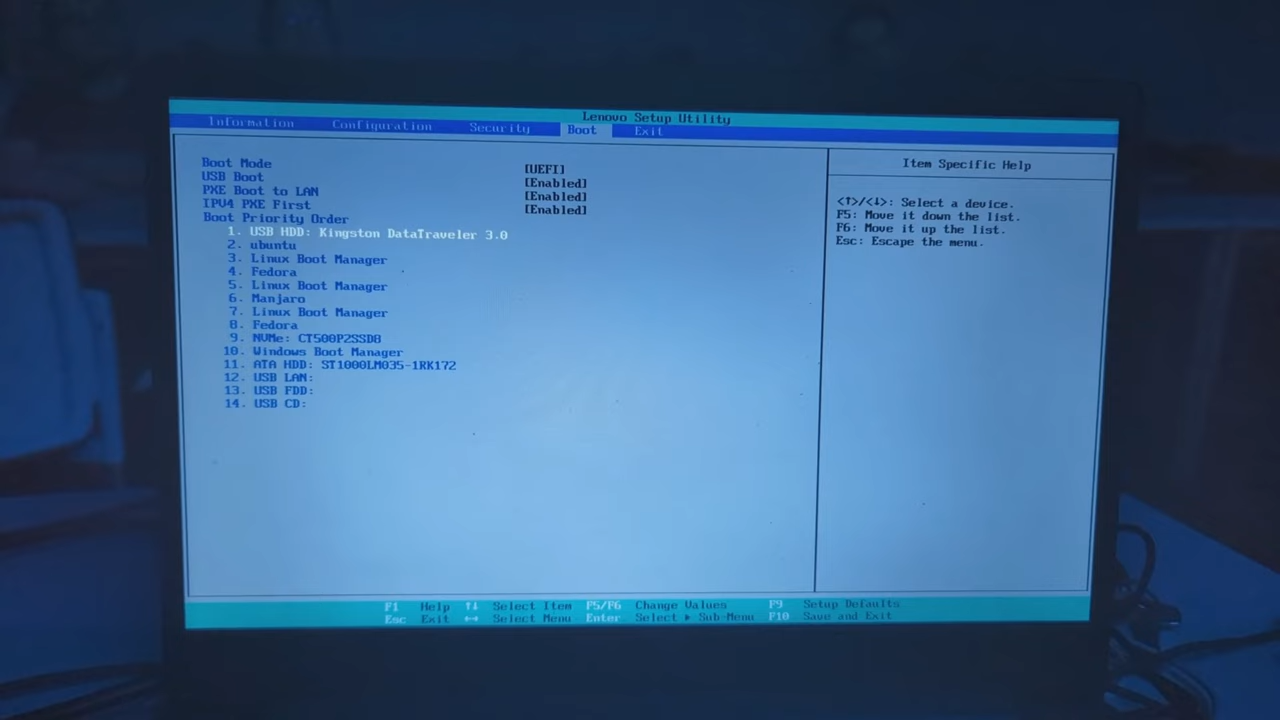 Lenovo Setup Utility
Information Configuration Security Boot Exit
Item Specific Help
Boot Mode [UEFI]
USB Boot [Enabled]
PXE Boot to LAN [Enabled]
IPV4 PXE First [Enabled]
Boot Priority Order
1. USB HDD: Kingston DataTraveler 3.0
2. ubuntu
3. Linux Boot Manager
4. Fedora
5. Linux Boot Manager
6. Manjaro
7. Linux Boot Manager
8. Fedora
9. NVMe: CT500P2SSD8
10. Windows Boot Manager
11. ATA HDD: ST1000LM035-1RK172
12. USB LAN:
13. USB FDD:
14. USB CD:
<↑>/<↓>: Select a device.
F5: Move it down the list.
F6: Move it up the list.
Esc: Escape the menu.
F1 Help ↑↓ Select Item F5/F6 Change Values F9 Setup Defaults
Esc Exit ↔ Select Menu Enter Select ▶ Sub-Menu F10 Save and Exit